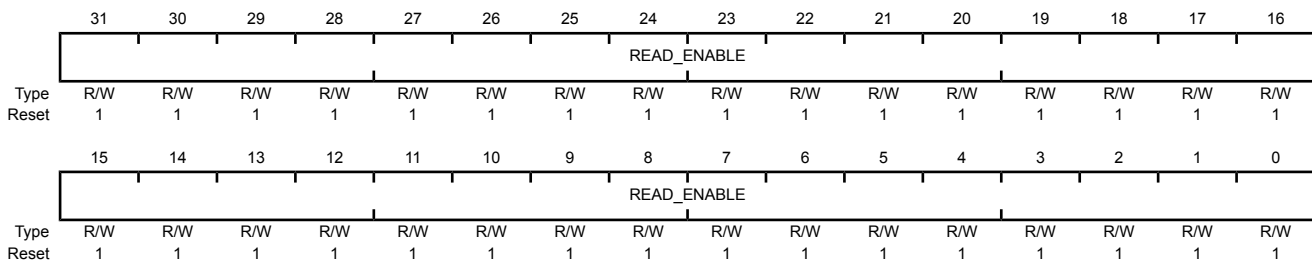 31 30 29 28 27 26 25 24 23 22 21 20 19 18 17 16
READ_ENABLE
Type R/W R/W R/W R/W R/W R/W R/W R/W R/W R/W R/W R/W R/W R/W R/W R/W
Reset 1 1 1 1 1 1 1 1 1 1 1 1 1 1 1 1
15 14 13 12 11 10 9 8 7 6 5 4 3 2 1 0
READ_ENABLE
Type R/W R/W R/W R/W R/W R/W R/W R/W R/W R/W R/W R/W R/W R/W R/W R/W
Reset 1 1 1 1 1 1 1 1 1 1 1 1 1 1 1 1